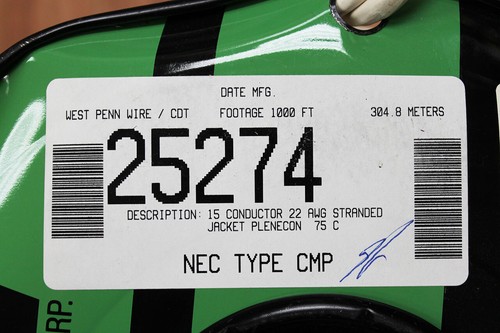 DATE MFG.
WEST PENN WIRE / CDT FOOTAGE 1000 FT 304.8 METERS
25274
DESCRIPTION: 15 CONDUCTOR 22 AWG STRANDED
JACKET PLENECON 75 C
NEC TYPE CMP
RP.